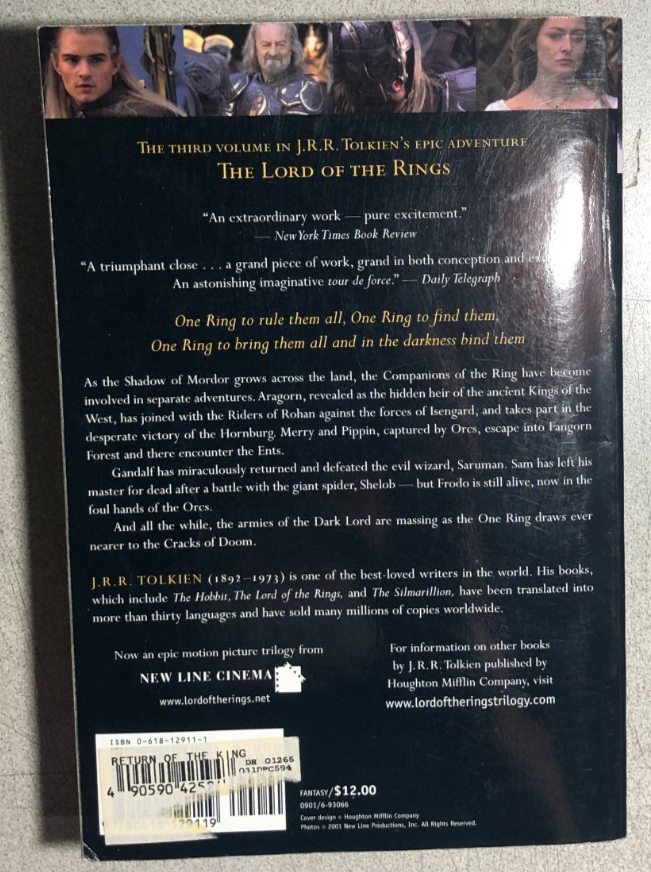 THE THIRD VOLUME IN J.R.R. TOLKIEN'S EPIC ADVENTURE
THE LORD OF THE RINGS
“An extraordinary work — pure excitement.”
— New York Times Book Review
“A triumphant close . . . a grand piece of work, grand in both conception and
An astonishing imaginative tour de force.” — Daily Telegraph
One Ring to rule them all, One Ring to find them,
One Ring to bring them all and in the darkness bind them
As the Shadow of Mordor grows across the land, the Companions of the Ring have become
involved in separate adventures. Aragorn, revealed as the hidden heir of the ancient Kings of the
West, has joined with the Riders of Rohan against the forces of Isengard, and takes part in the
desperate victory of the Hornburg. Merry and Pippin, captured by Orcs, escape into Fangorn
Forest and there encounter the Ents.
Gandalf has miraculously returned and defeated the evil wizard, Saruman. Sam has left his
master for dead after a battle with the giant spider, Shelob — but Frodo is still alive, now in the
foul hands of the Orcs.
And all the while, the armies of the Dark Lord are massing as the One Ring draws ever
nearer to the Cracks of Doom.
J.R.R. TOLKIEN (1892–1973) is one of the best-loved writers in the world. His books,
which include The Hobbit, The Lord of the Rings, and The Silmarillion, have been translated into
more than thirty languages and have sold many millions of copies worldwide.
Now an epic motion picture trilogy from
NEW LINE CINEMA
www.lordoftherings.net
For information on other books
by J.R.R. Tolkien published by
Houghton Mifflin Company, visit
www.lordoftheringstrilogy.com
ISBN 0-618-12911-1
RETURN OF THE KING
DH 01265
4 90590 425
FANTASY/$12.00
0901/6-93066
Cover design © Houghton Mifflin Company
Photos © 2001 New Line Productions, Inc. All Rights Reserved.